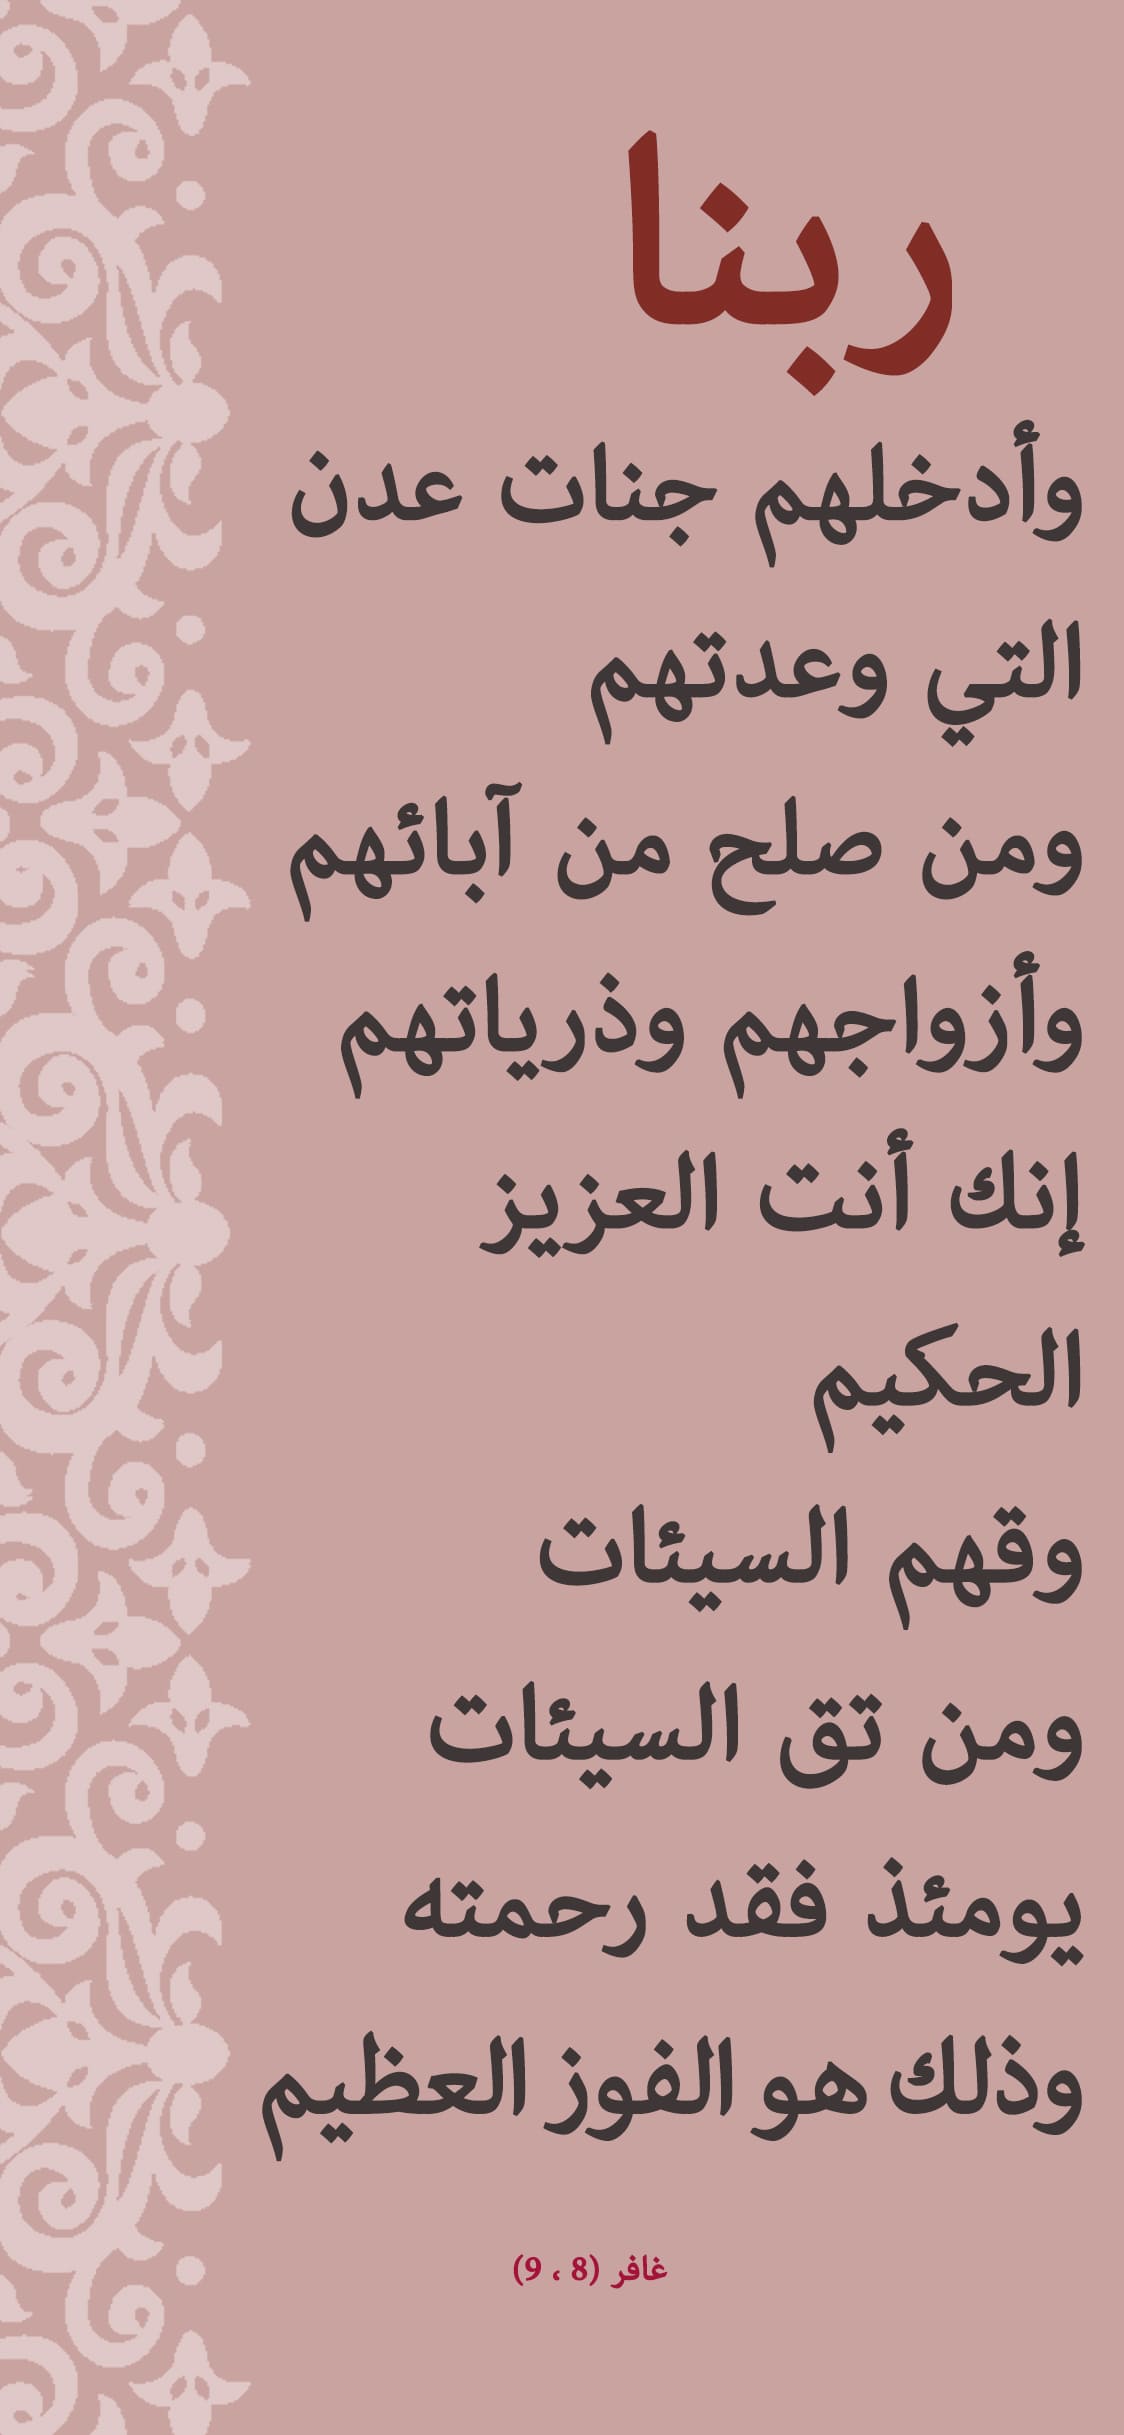 ربنا
وأدخلهم جنات عدن
التي وعدتهم
ومن صلح من آبائهم
وأزواجهم وذرياتهم
إنك أنت العزيز
الحكيم
وقهم السيئات
ومن تق السيئات
يومئذ فقد رحمته
وذلك هو الفوز العظيم
غافر (8 ، 9)